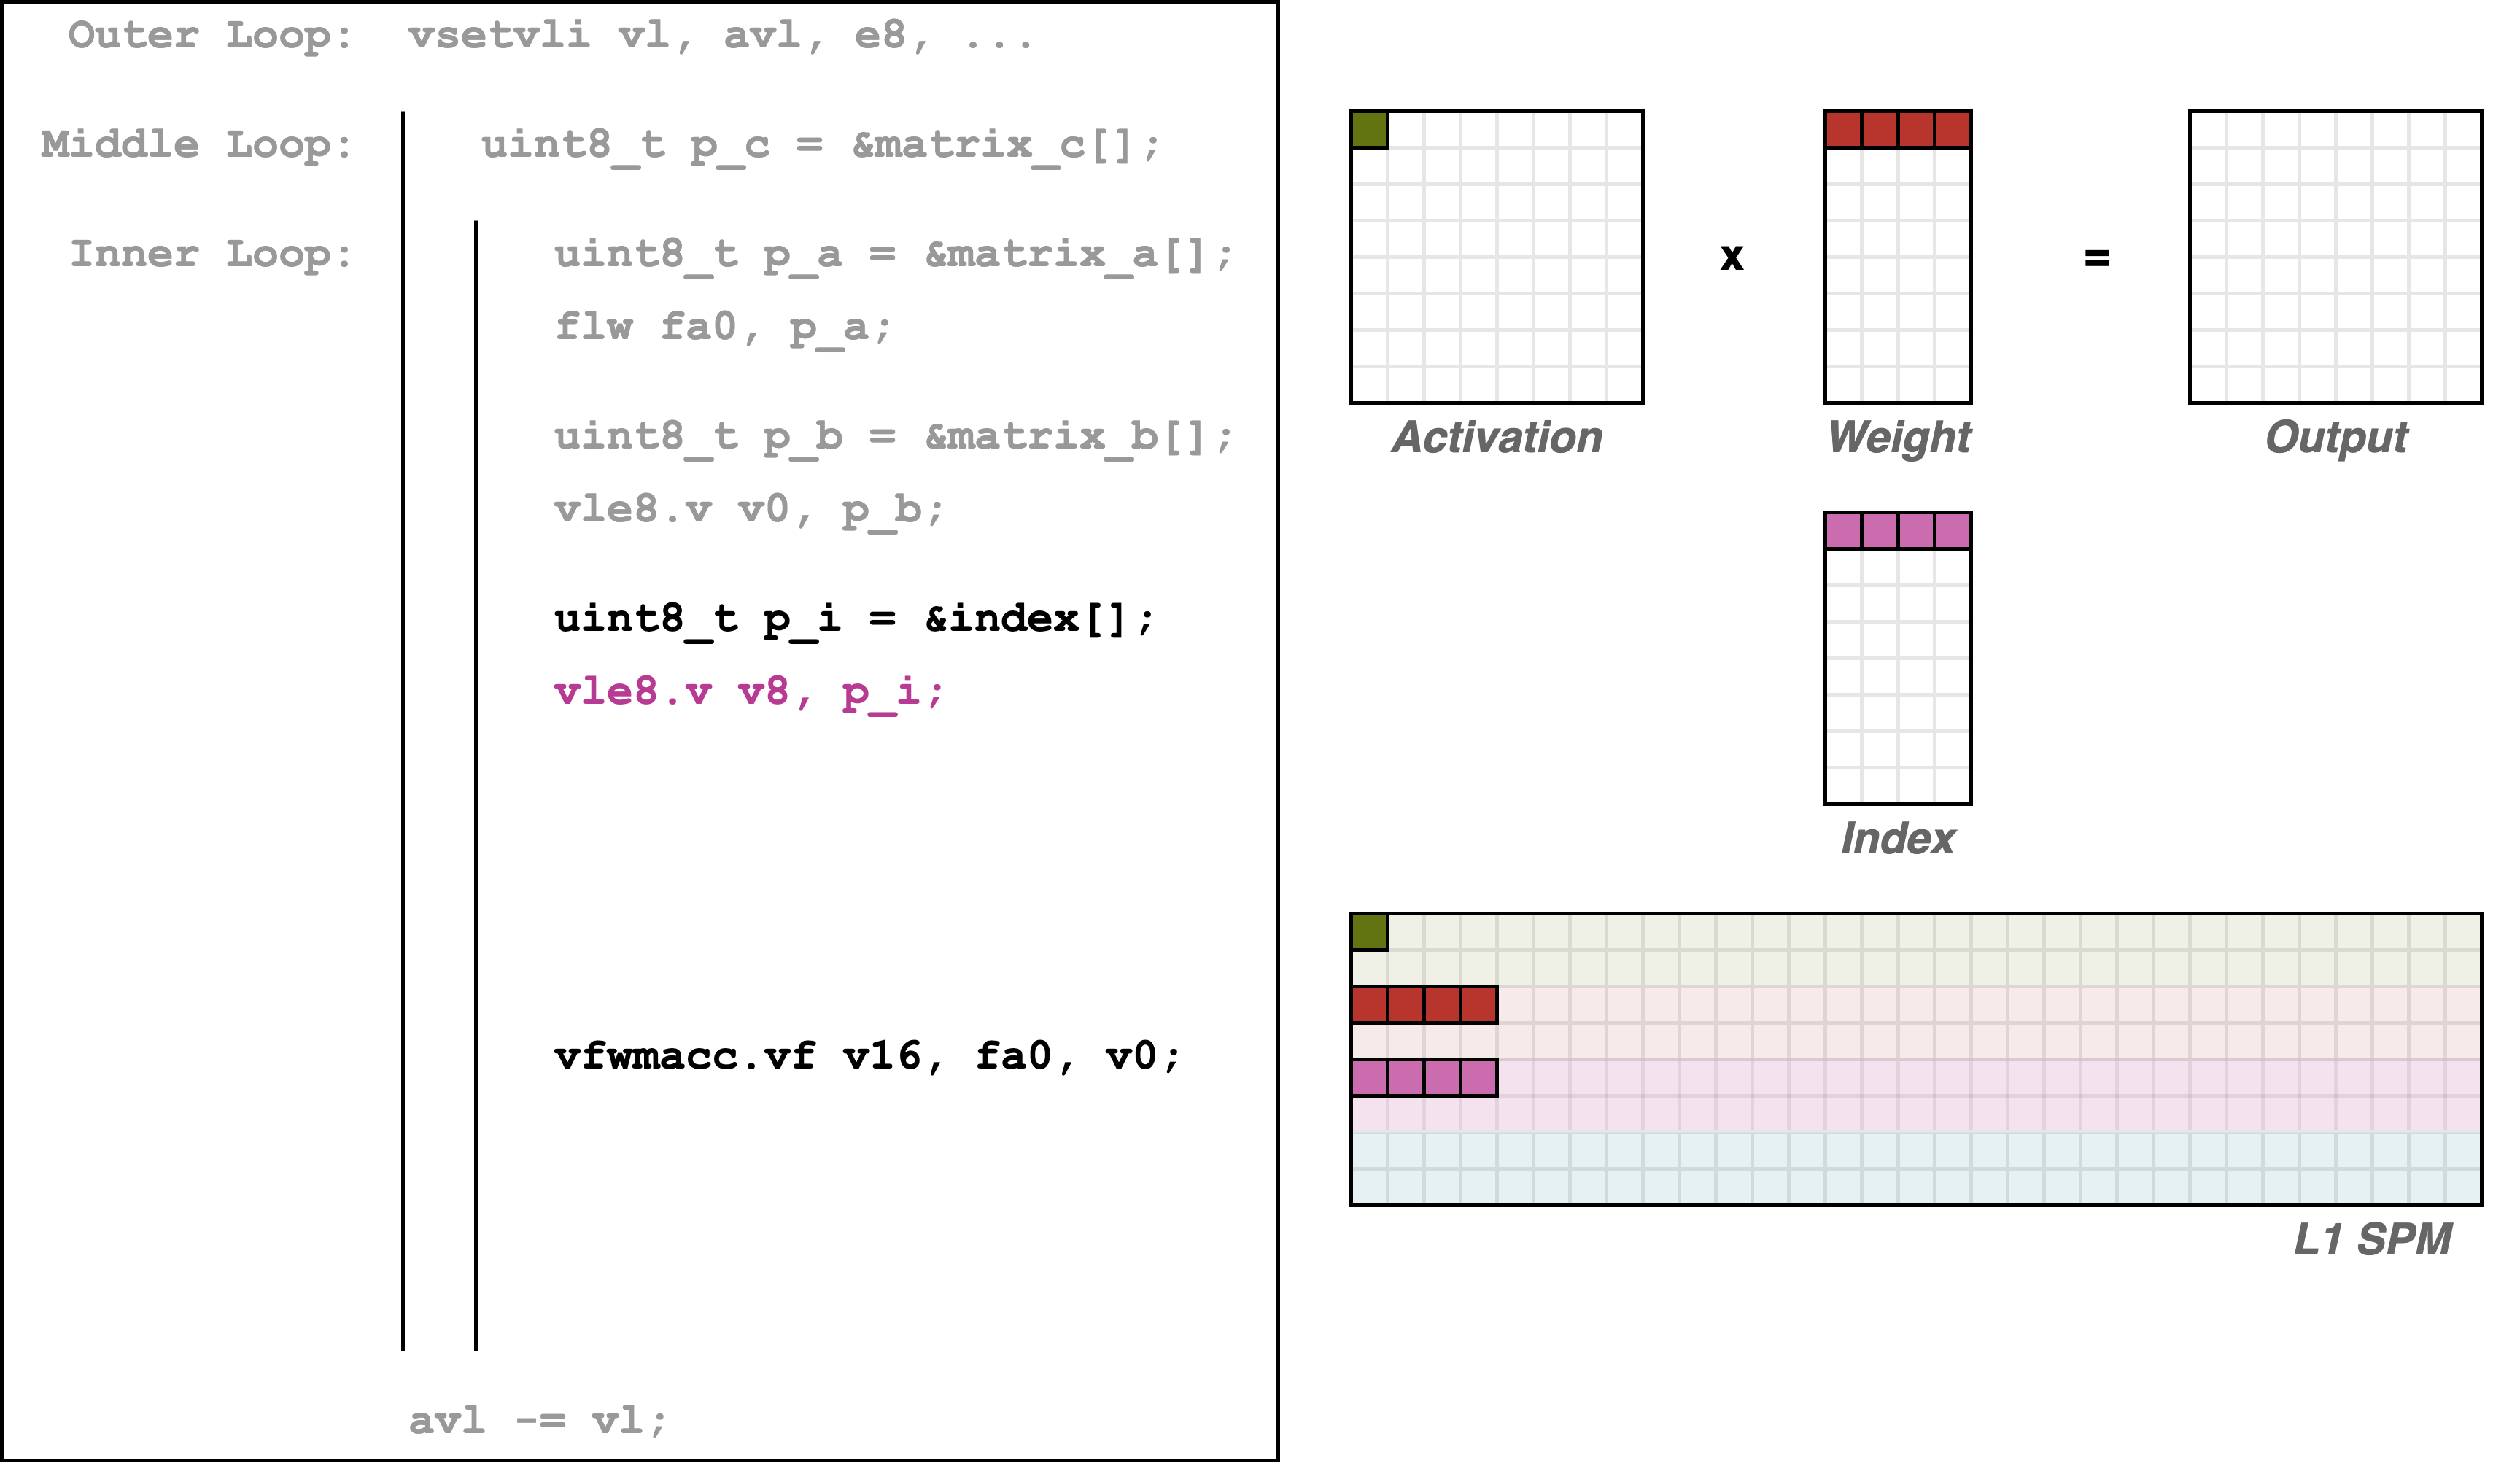 Outer Loop: vsetvli vl, avl, e8, ...
Middle Loop: uint8_t p_c = &matrix_c[];
Inner Loop: uint8_t p_a = &matrix_a[];
flw fa0, p_a;
uint8_t p_b = &matrix_b[];
vle8.v v0, p_b;
uint8_t p_i = &index[];
vle8.v v8, p_i;
vfwmacc.vf v16, fa0, v0;
avl -= vl;
x
=
Activation
Weight
Output
Index
L1 SPM